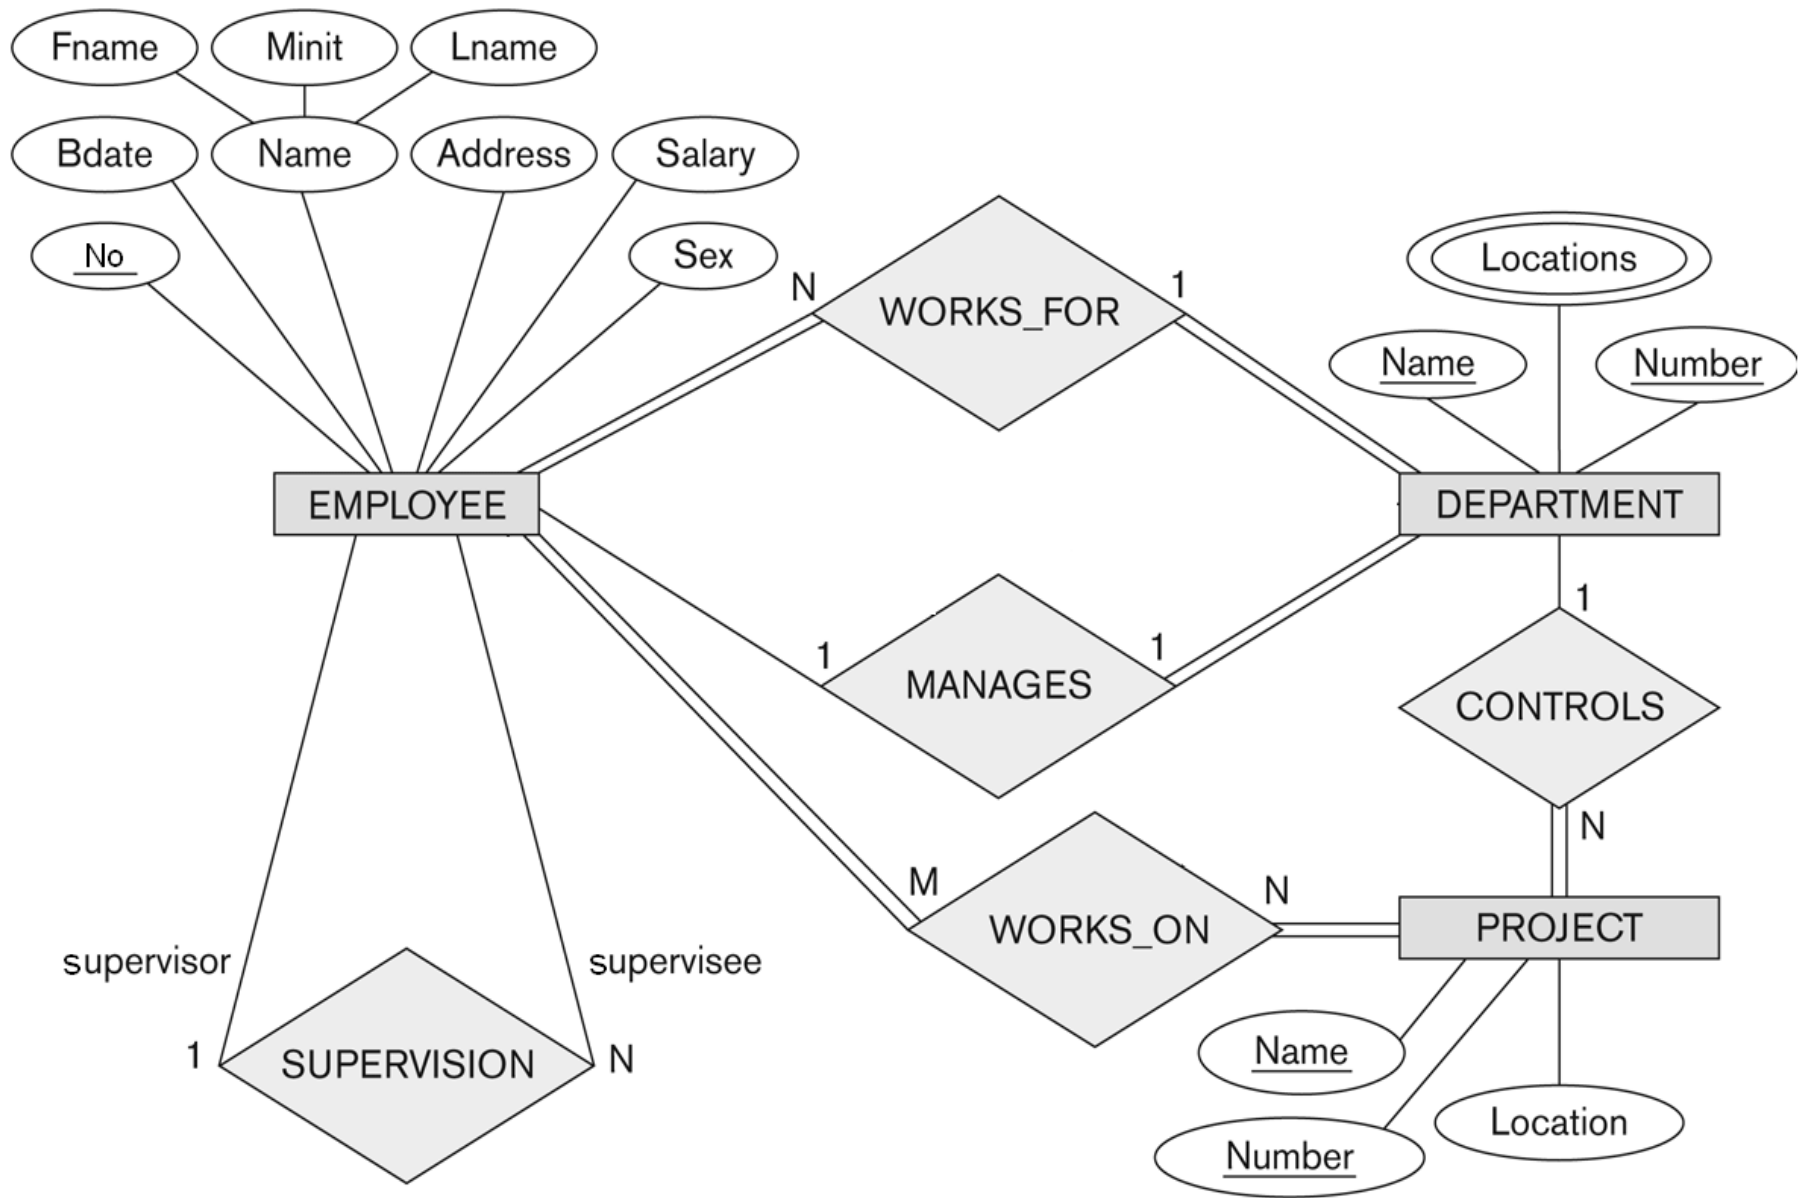 Fname
Minit
Lname
Bdate
Name
Address
Salary
No
Sex
WORKS_FOR
N
1
Locations
Name
Number
EMPLOYEE
DEPARTMENT
MANAGES
1
1
CONTROLS
1
N
WORKS_ON
M
N
PROJECT
supervisor
supervisee
SUPERVISION
1
N
Name
Number
Location